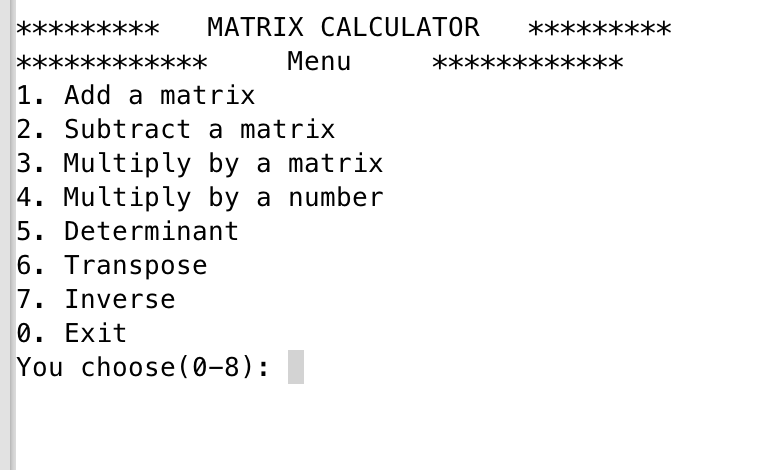 *********   MATRIX CALCULATOR   *********
************     Menu     ************
1. Add a matrix
2. Subtract a matrix
3. Multiply by a matrix
4. Multiply by a number
5. Determinant
6. Transpose
7. Inverse
0. Exit
You choose(0-8):